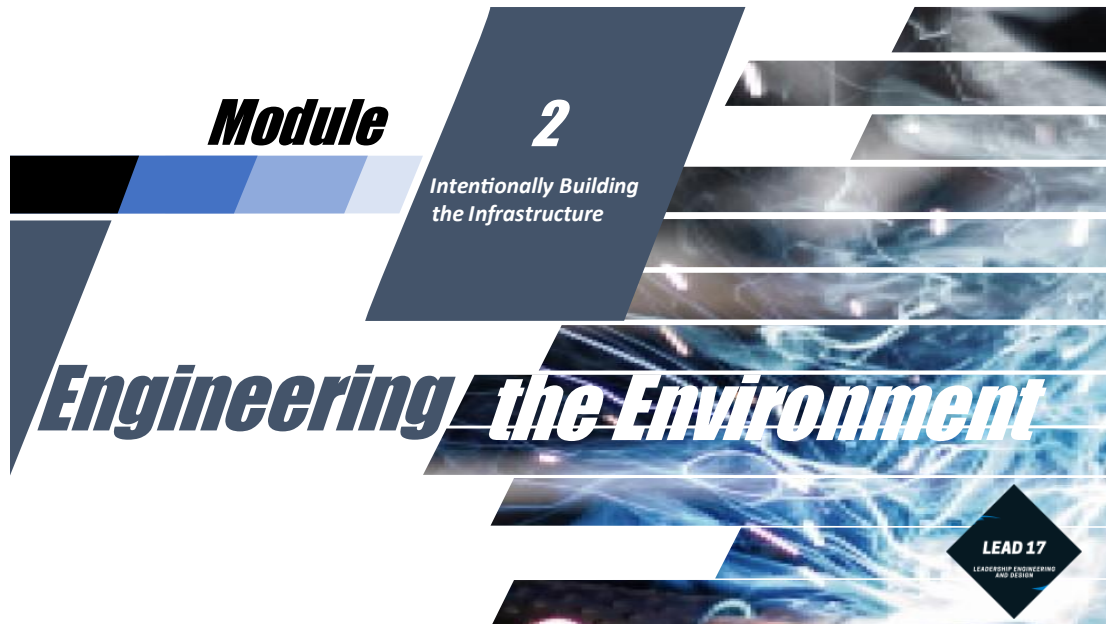 Module
2
Intentionally Building
the Infrastructure
Engineering the Environment
LEAD 17
LEADERSHIP ENGINEERING
AND DESIGN